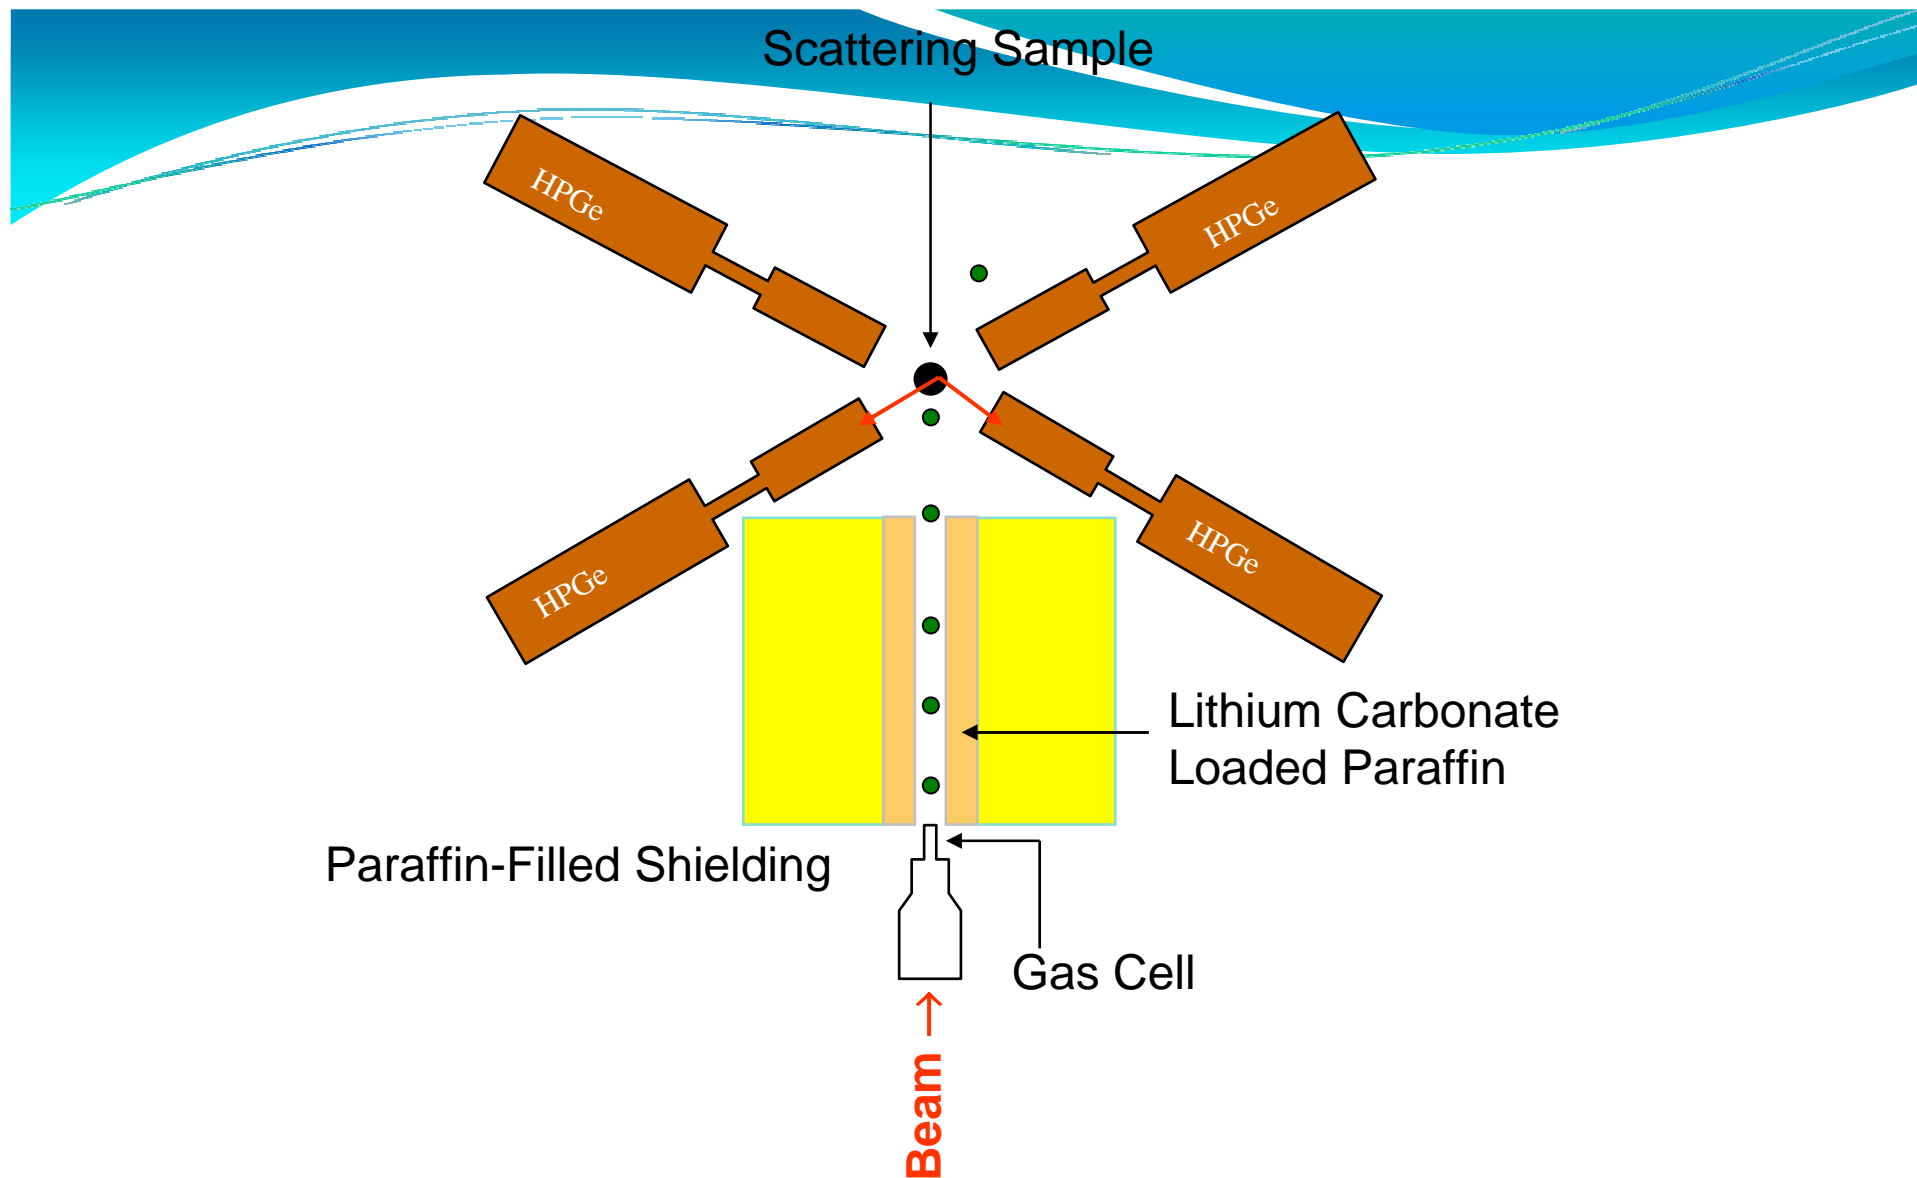 Scattering Sample
HPGe
HPGe
HPGe
HPGe
Lithium Carbonate
Loaded Paraffin
Paraffin-Filled Shielding
Gas Cell
Beam